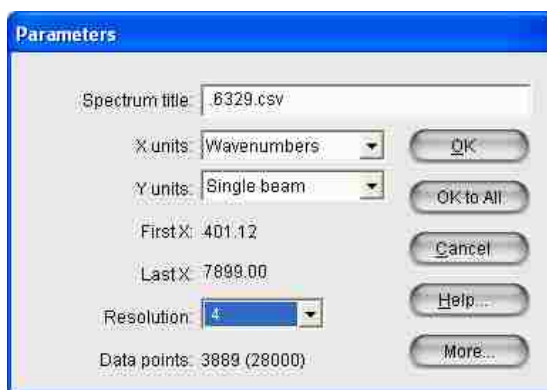 Parameters
Spectrum title: .6329.csv
X units: Wavenumbers
OK
Y units: Single beam
OK to All
First X: 401.12
Cancel
Last X: 7899.00
Help...
Resolution: 4
Data points: 3889 (28000)
More...